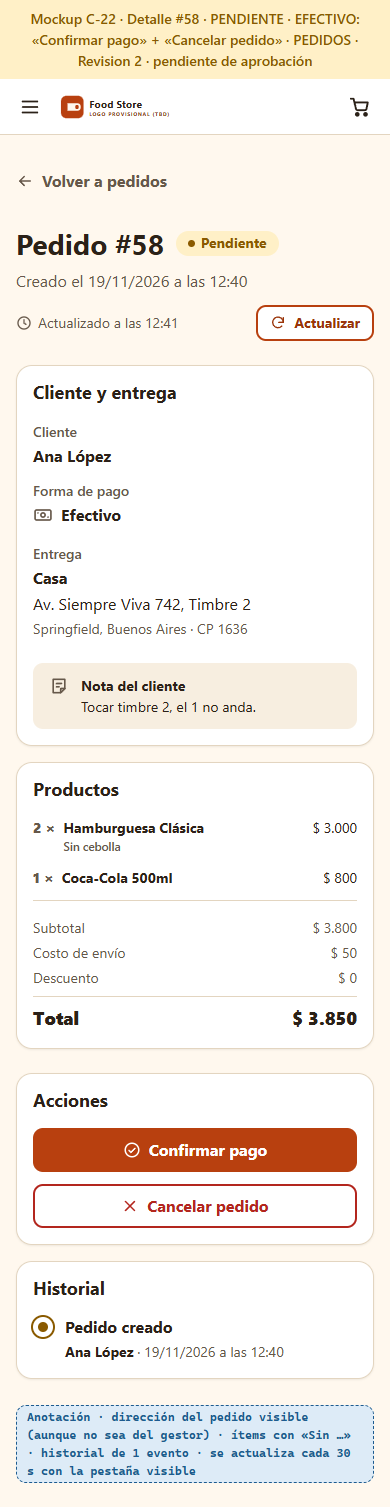 Mockup C-22 · Detalle #58 · PENDIENTE · EFECTIVO:
«Confirmar pago» + «Cancelar pedido» · PEDIDOS ·
Revision 2 · pendiente de aprobación
Food Store
LOGO PROVISIONAL (TBD)
Volver a pedidos
Pedido #58
Pendiente
Creado el 19/11/2026 a las 12:40
Actualizado a las 12:41
Actualizar
Cliente y entrega
Cliente
Ana López
Forma de pago
Efectivo
Entrega
Casa
Av. Siempre Viva 742, Timbre 2
Springfield, Buenos Aires · CP 1636
Nota del cliente
Tocar timbre 2, el 1 no anda.
Productos
2 × Hamburguesa Clásica $ 3.000
Sin cebolla
1 × Coca-Cola 500ml $ 800
Subtotal $ 3.800
Costo de envío $ 50
Descuento $ 0
Total $ 3.850
Acciones
Confirmar pago
Cancelar pedido
Historial
Pedido creado
Ana López · 19/11/2026 a las 12:40
Anotación · dirección del pedido visible
(aunque no sea del gestor) · ítems con «Sin …»
· historial de 1 evento · se actualiza cada 30
s con la pestaña visible